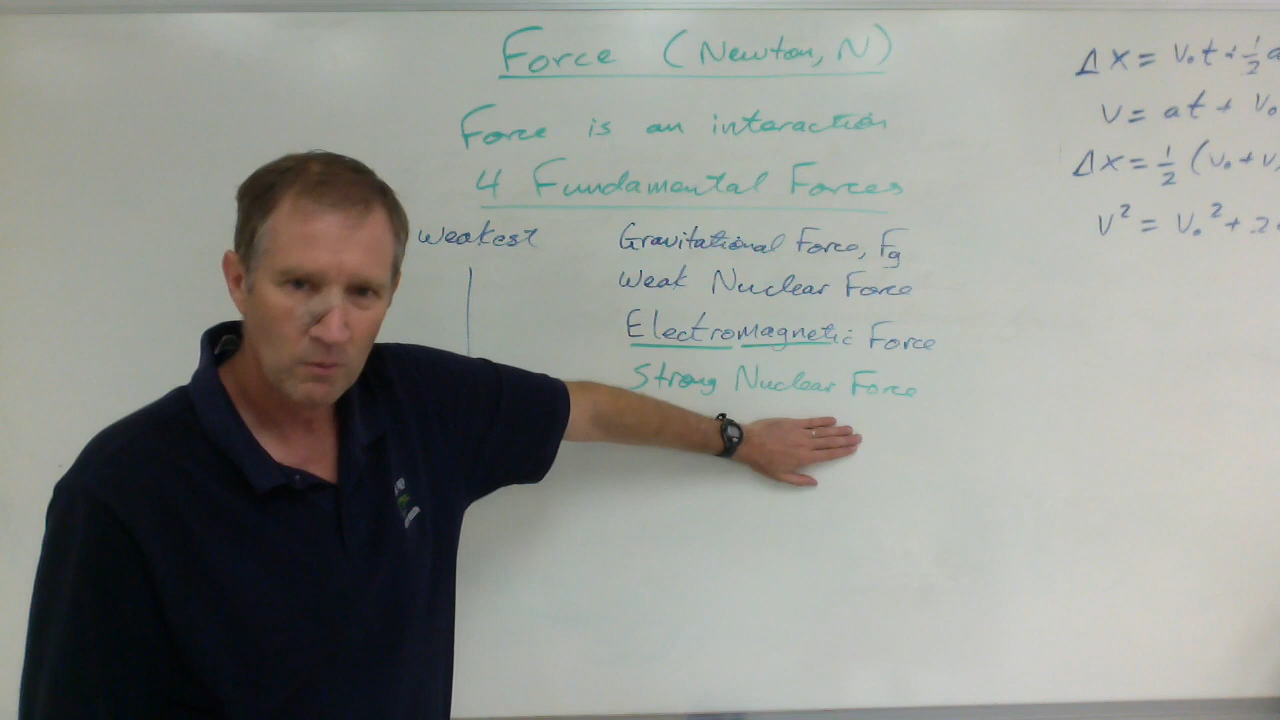 Force (Newton, N)
Force is an interaction
4 Fundamental Forces
Weakest
Gravitational Force, Fg
Weak Nuclear Force
Electromagnetic Force
Strong Nuclear Force
Δx = v₀t + ½a
v = at + v₀
Δx = ½ (v₀ + v
v² = v₀² + 2